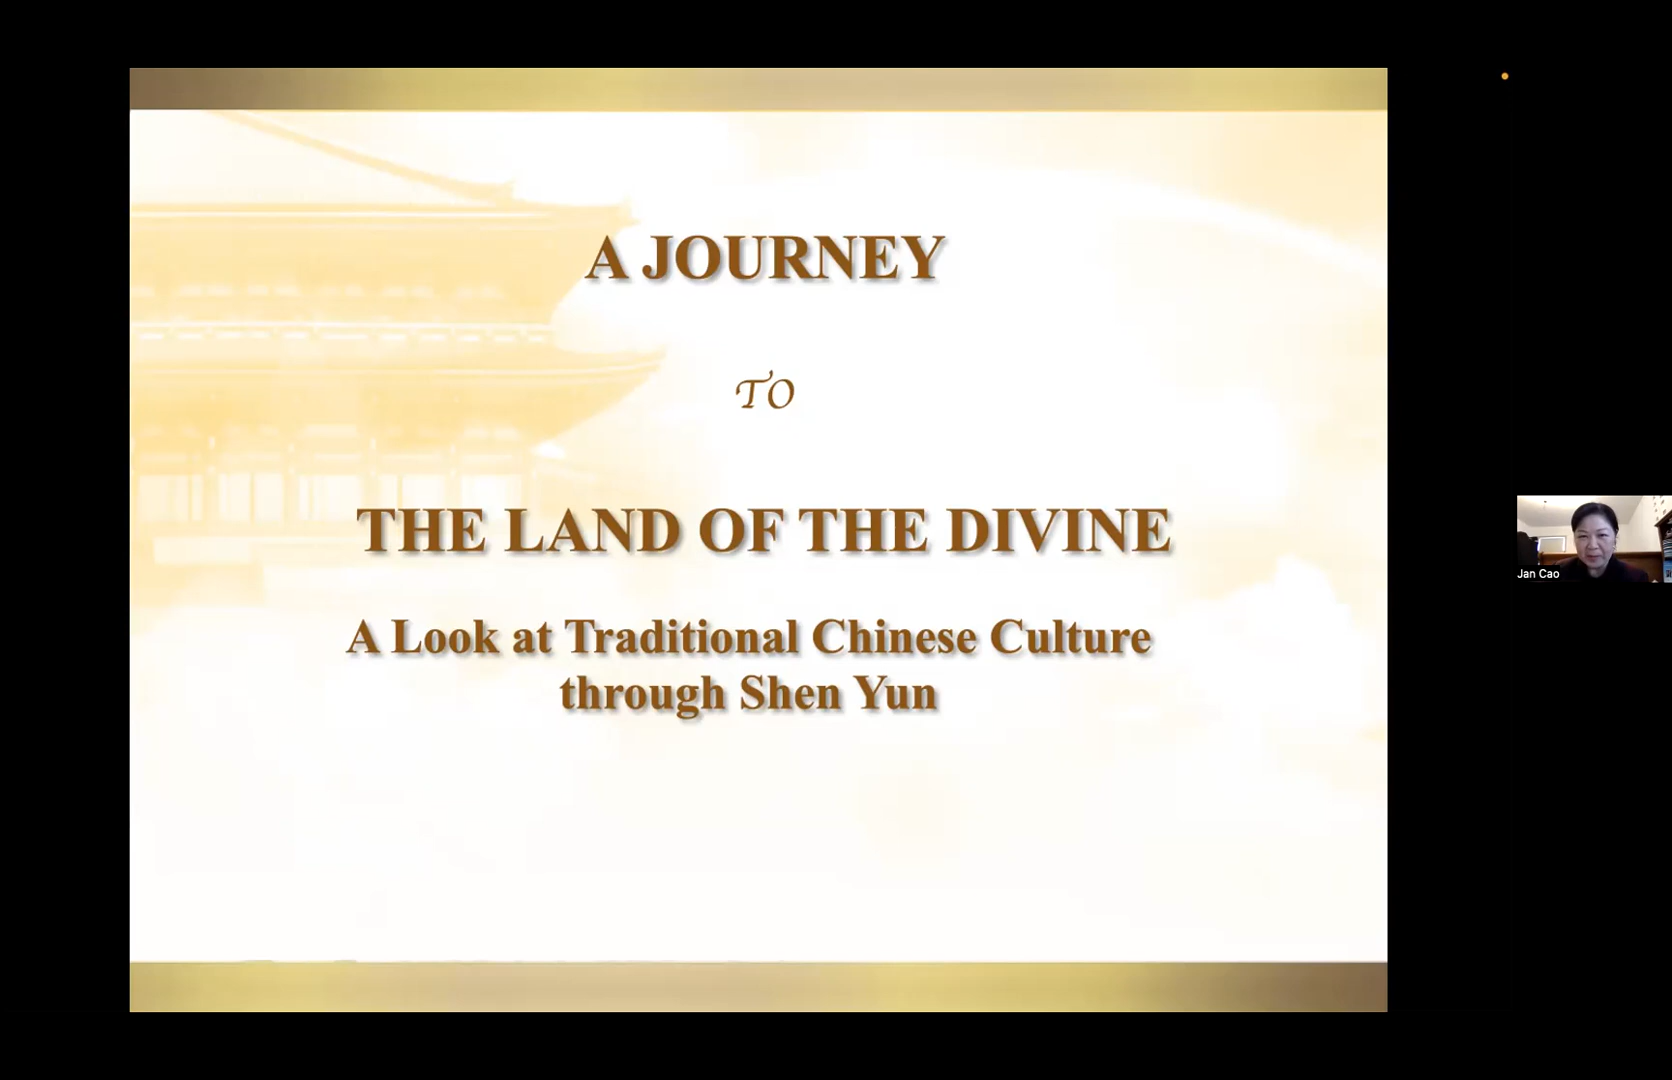 A JOURNEY
TO
THE LAND OF THE DIVINE
A Look at Traditional Chinese Culture
through Shen Yun
Jan Cao